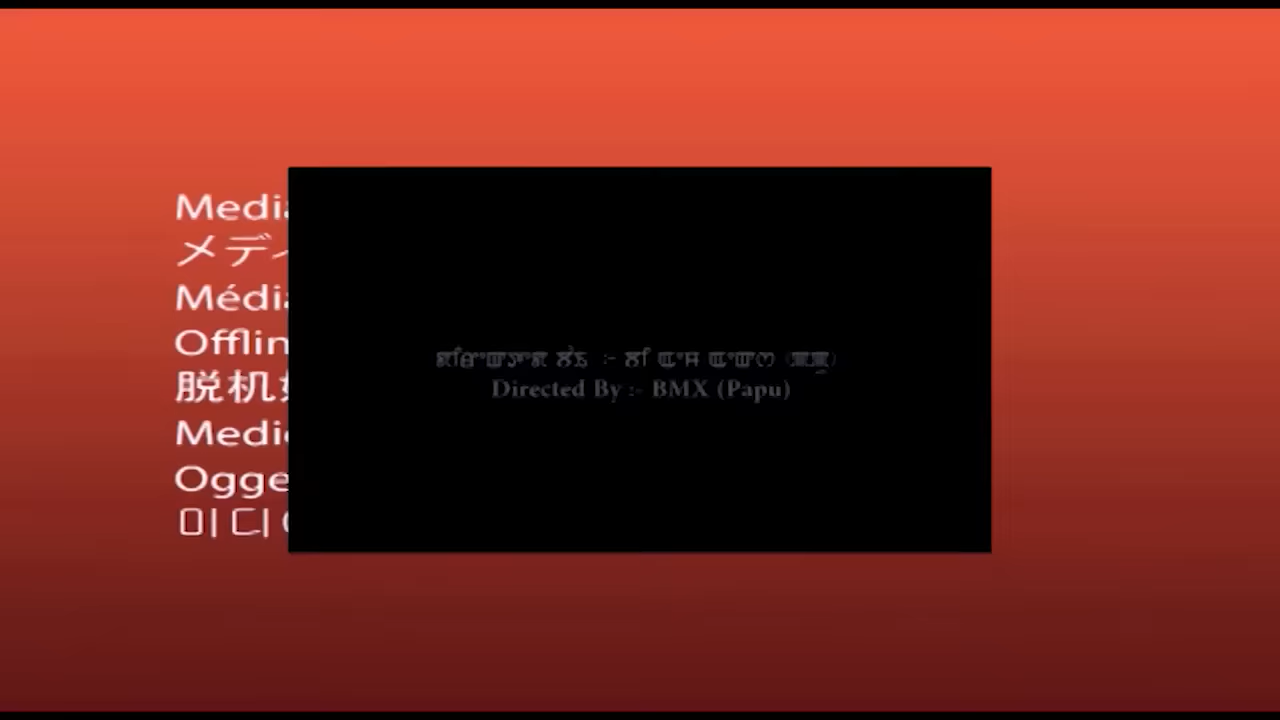 Media
メディ
Média
Offlin
脱机
Medi
Ogge
미디
Directed By :- BMX (Papu)